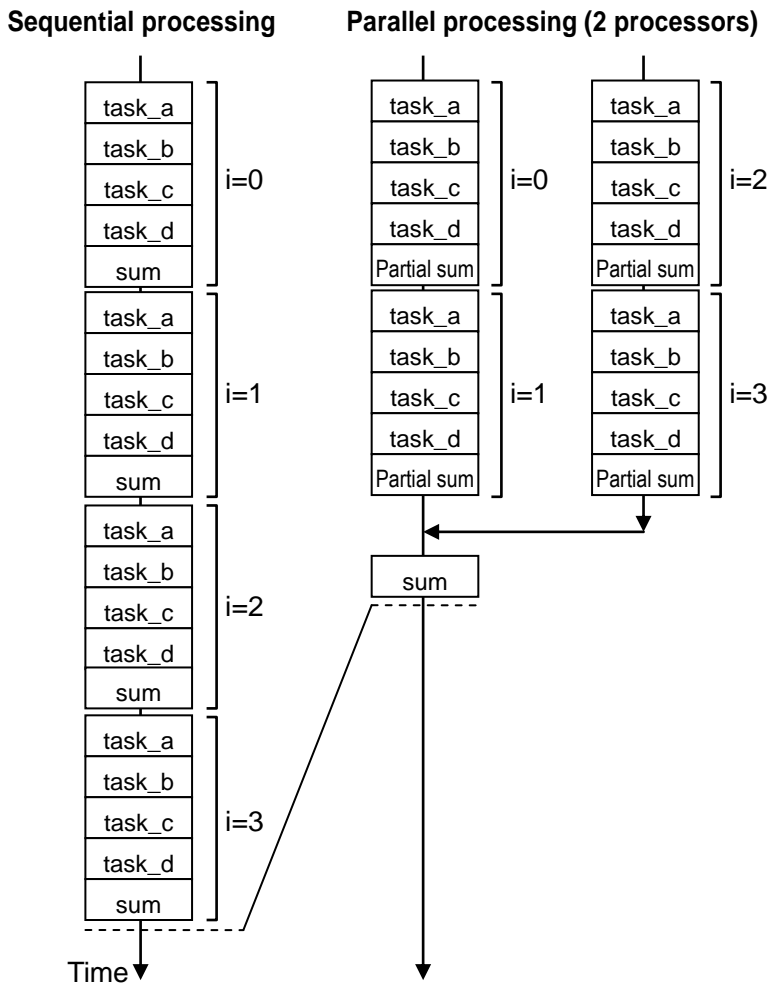 Sequential processing
task_a
task_b
task_c
task_d
sum
i=0
task_a
task_b
task_c
task_d
sum
i=1
task_a
task_b
task_c
task_d
sum
i=2
task_a
task_b
task_c
task_d
sum
i=3
Time
Parallel processing (2 processors)
task_a
task_b
task_c
task_d
Partial sum
i=0
task_a
task_b
task_c
task_d
Partial sum
i=1
sum
task_a
task_b
task_c
task_d
Partial sum
i=2
task_a
task_b
task_c
task_d
Partial sum
i=3